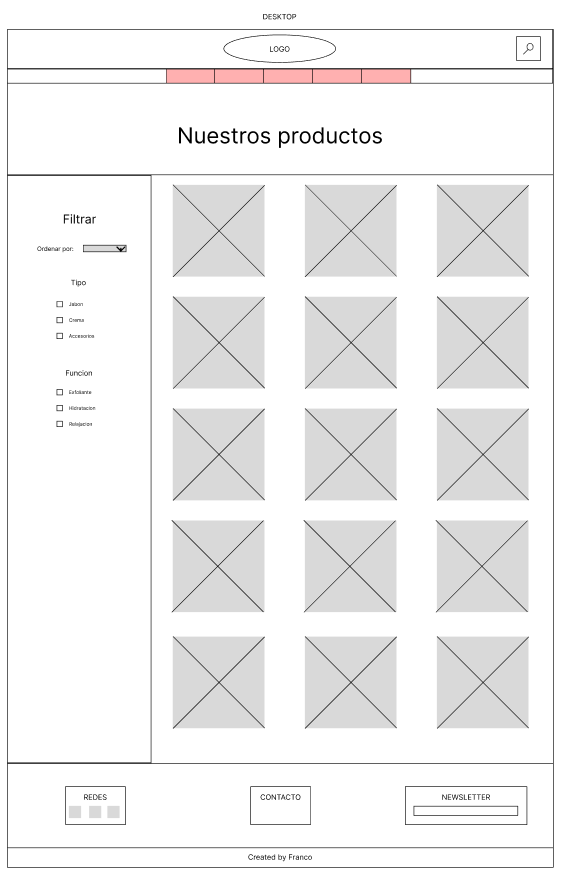 DESKTOP
LOGO
Nuestros productos
Filtrar
Ordenar por:
Tipo
Jabon
Crema
Accesorios
Funcion
Exfoliante
Hidratacion
Relajacion
REDES
CONTACTO
NEWSLETTER
Created by Franco